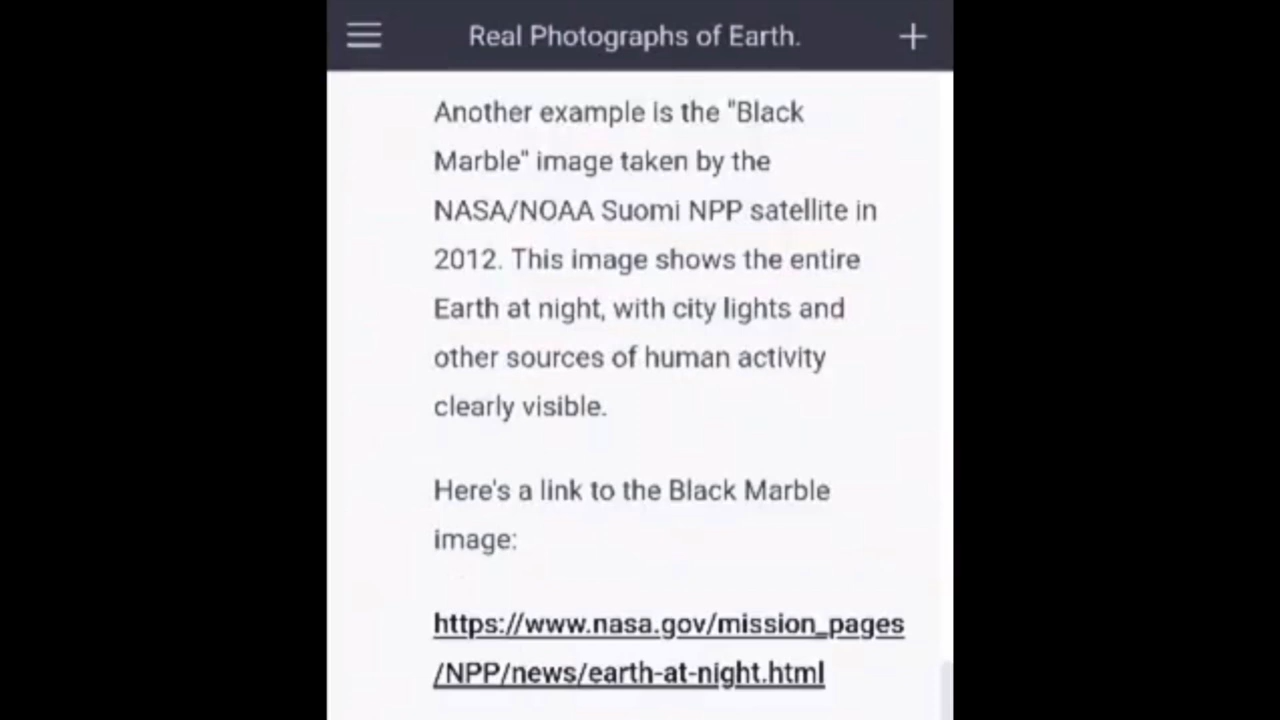 Real Photographs of Earth.
Another example is the "Black
Marble" image taken by the
NASA/NOAA Suomi NPP satellite in
2012. This image shows the entire
Earth at night, with city lights and
other sources of human activity
clearly visible.
Here's a link to the Black Marble
image:
https://www.nasa.gov/mission_pages
/NPP/news/earth-at-night.html